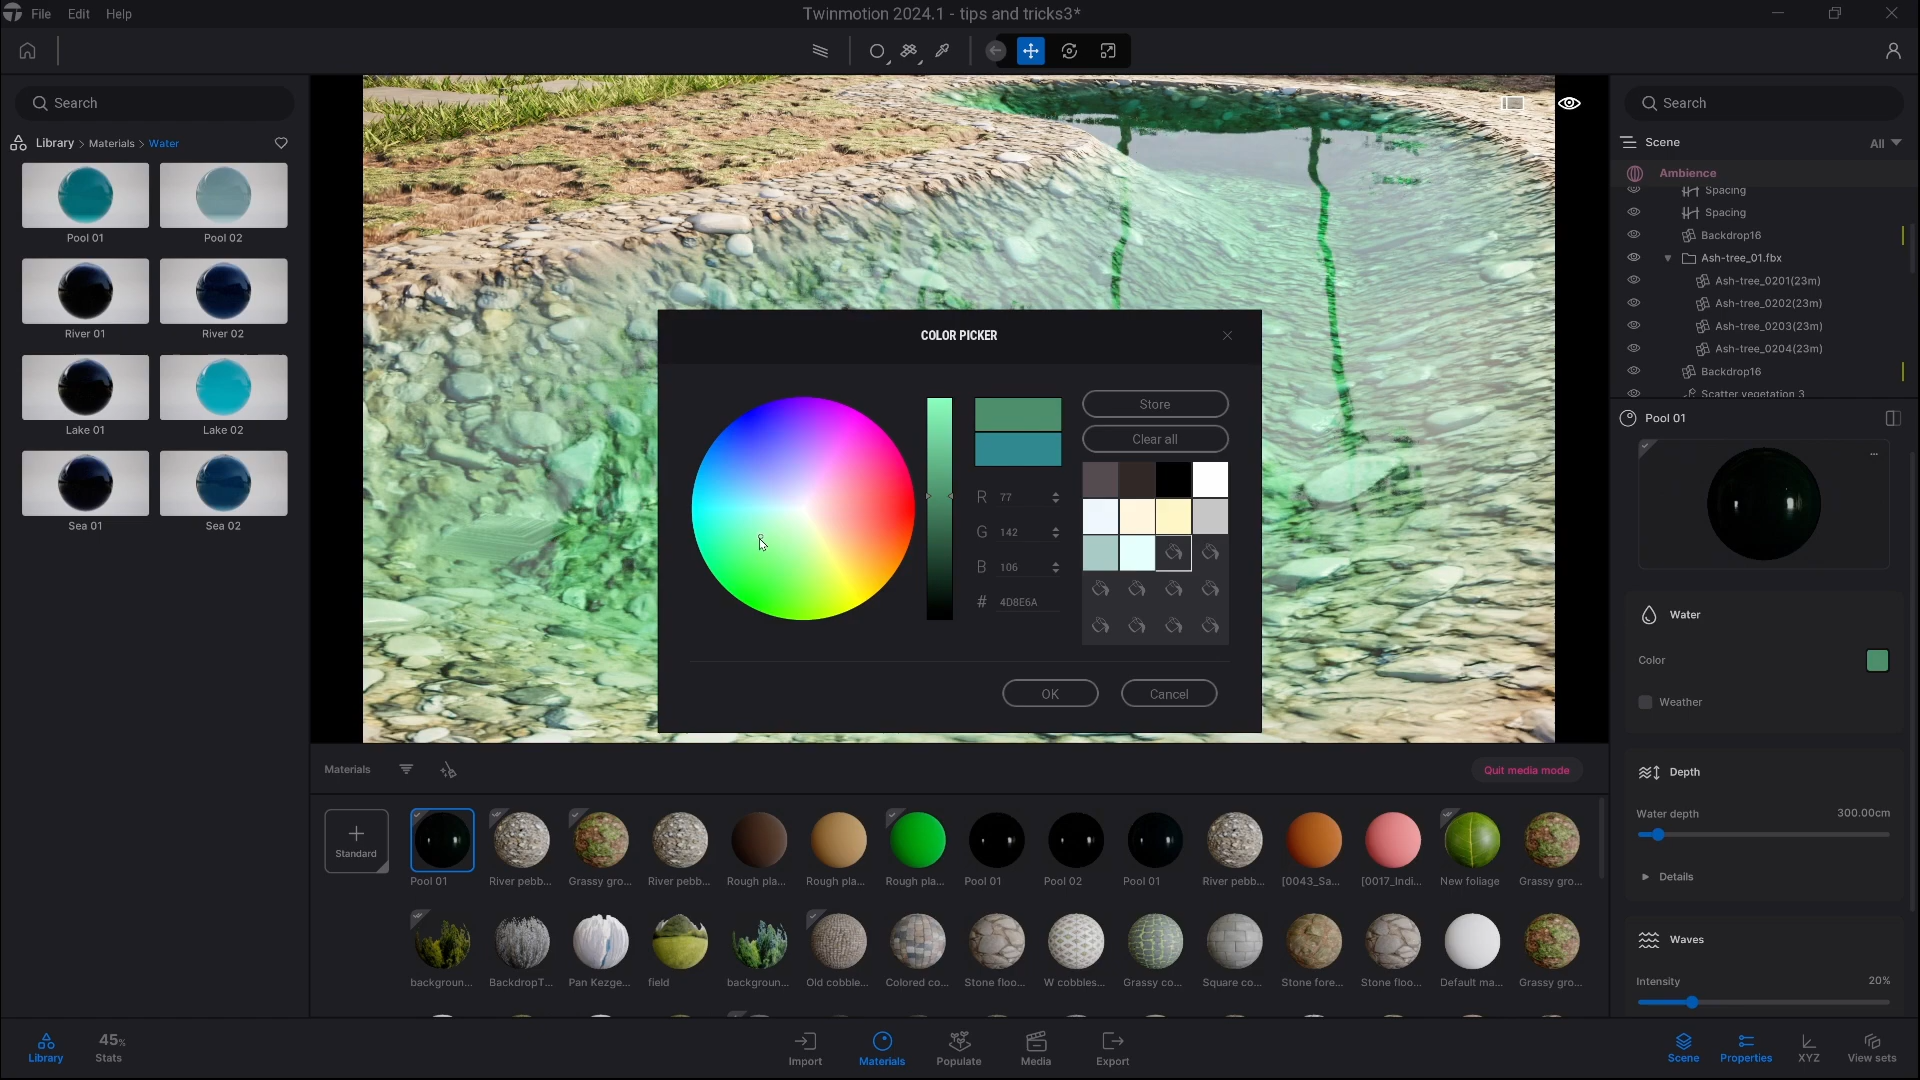 File Edit Help
Twinmotion 2024.1 - tips and tricks3*
Search
Library > Materials > Water
Pool 01
Pool 02
River 01
River 02
Lake 01
Lake 02
Sea 01
Sea 02
COLOR PICKER
Store
Clear all
R 77
G 142
B 106
# 4D8E6A
OK
Cancel
Search
Scene
All
Ambience
Spacing
Spacing
Backdrop16
Ash-tree_01.fbx
Ash-tree_0201(23m)
Ash-tree_0202(23m)
Ash-tree_0203(23m)
Ash-tree_0204(23m)
Backdrop16
Scatter vegetation 3
Pool 01
...
Water
Color
Weather
Depth
Water depth 300.00cm
Details
Waves
Intensity 20%
Materials
Quit media mode
Standard
Pool 01
River pebb...
Grassy gro...
River pebb...
Rough pla...
Rough pla...
Rough pla...
Pool 01
Pool 02
Pool 01
River pebb...
[0043_Sa...
[0017_Indi...
New foliage
Grassy gro...
backgroun...
BackdropT...
Pan Kezge...
field
backgroun...
Old cobble...
Colored co...
Stone floo...
W cobbles...
Grassy co...
Square co...
Stone fore...
Stone floo...
Default ma...
Grassy gro...
Library
45%
Stats
Import
Materials
Populate
Media
Export
Scene
Properties
XYZ
View sets